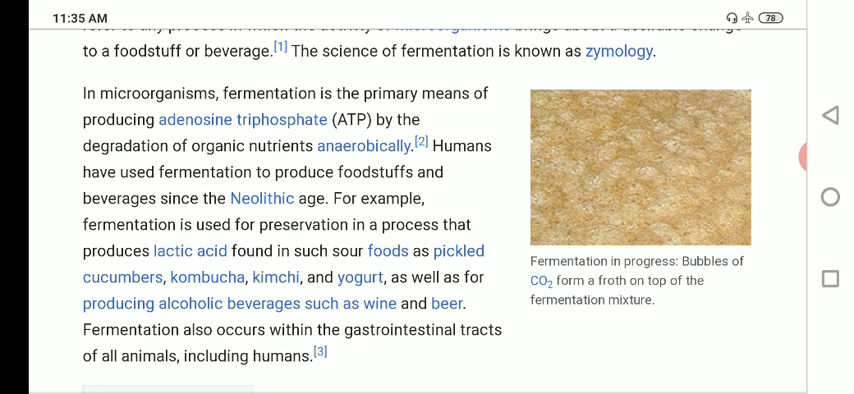 11:35 AM
78
to a foodstuff or beverage.[1] The science of fermentation is known as zymology.
In microorganisms, fermentation is the primary means of
producing adenosine triphosphate (ATP) by the
degradation of organic nutrients anaerobically.[2] Humans
have used fermentation to produce foodstuffs and
beverages since the Neolithic age. For example,
fermentation is used for preservation in a process that
produces lactic acid found in such sour foods as pickled
cucumbers, kombucha, kimchi, and yogurt, as well as for
producing alcoholic beverages such as wine and beer.
Fermentation also occurs within the gastrointestinal tracts
of all animals, including humans.[3]
Fermentation in progress: Bubbles of
CO2 form a froth on top of the
fermentation mixture.